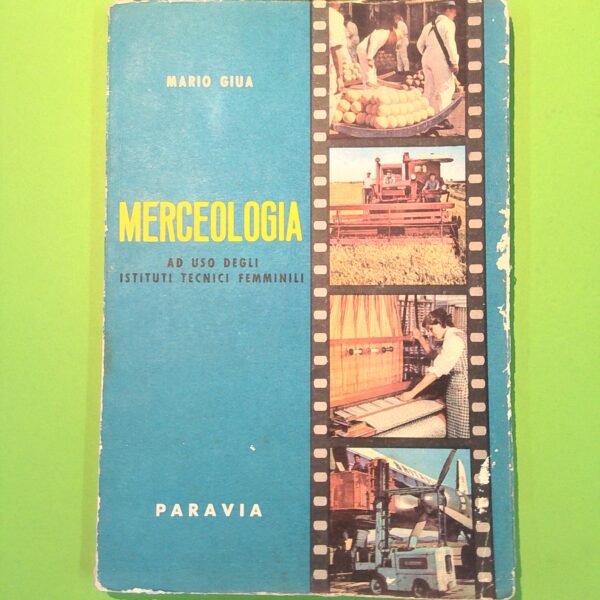 MARIO GIUA
MERCEOLOGIA
AD USO DEGLI
ISTITUTI TECNICI FEMMINILI
PARAVIA